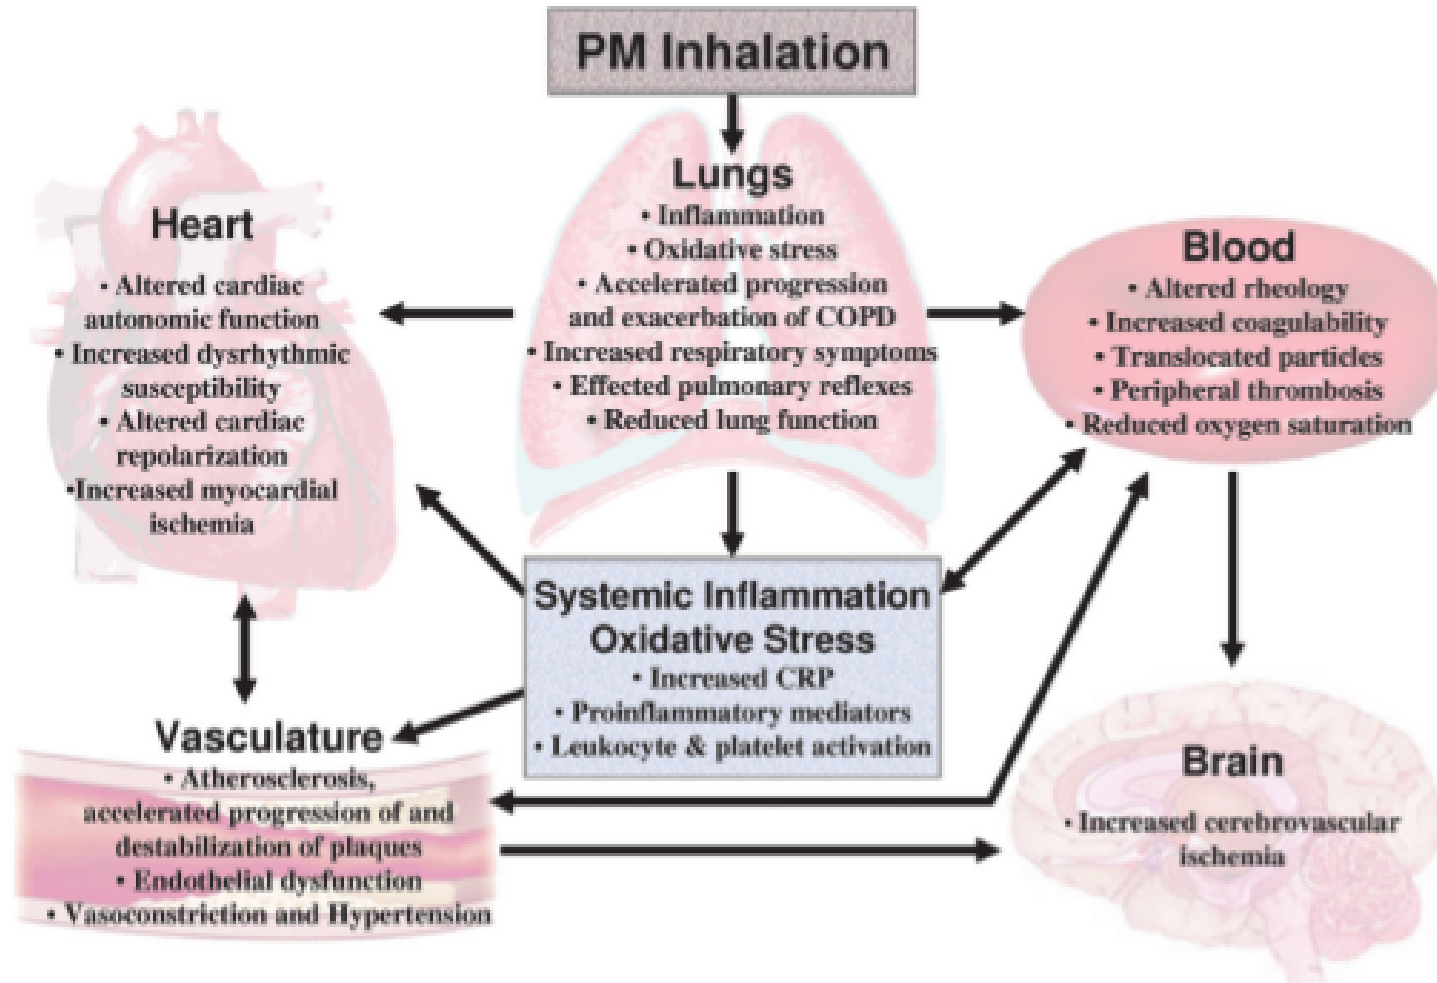 PM Inhalation
Lungs
• Inflammation
• Oxidative stress
• Accelerated progression
and exacerbation of COPD
• Increased respiratory symptoms
• Effected pulmonary reflexes
• Reduced lung function
Heart
• Altered cardiac
autonomic function
• Increased dysrhythmic
susceptibility
• Altered cardiac
repolarization
•Increased myocardial
ischemia
Blood
• Altered rheology
• Increased coagulability
• Translocated particles
• Peripheral thrombosis
• Reduced oxygen saturation
Systemic Inflammation
Oxidative Stress
• Increased CRP
• Proinflammatory mediators
• Leukocyte & platelet activation
Vasculature
• Atherosclerosis,
accelerated progression of and
destabilization of plaques
• Endothelial dysfunction
• Vasoconstriction and Hypertension
Brain
• Increased cerebrovascular
ischemia